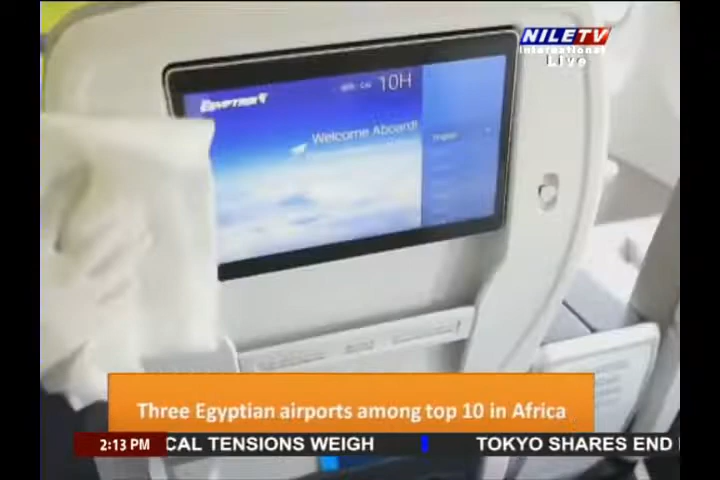 NILETV
International
Live
EGYPTAIR
10H
Welcome Aboard!
English
Three Egyptian airports among top 10 in Africa
2:13 PM
CAL TENSIONS WEIGH
TOKYO SHARES END